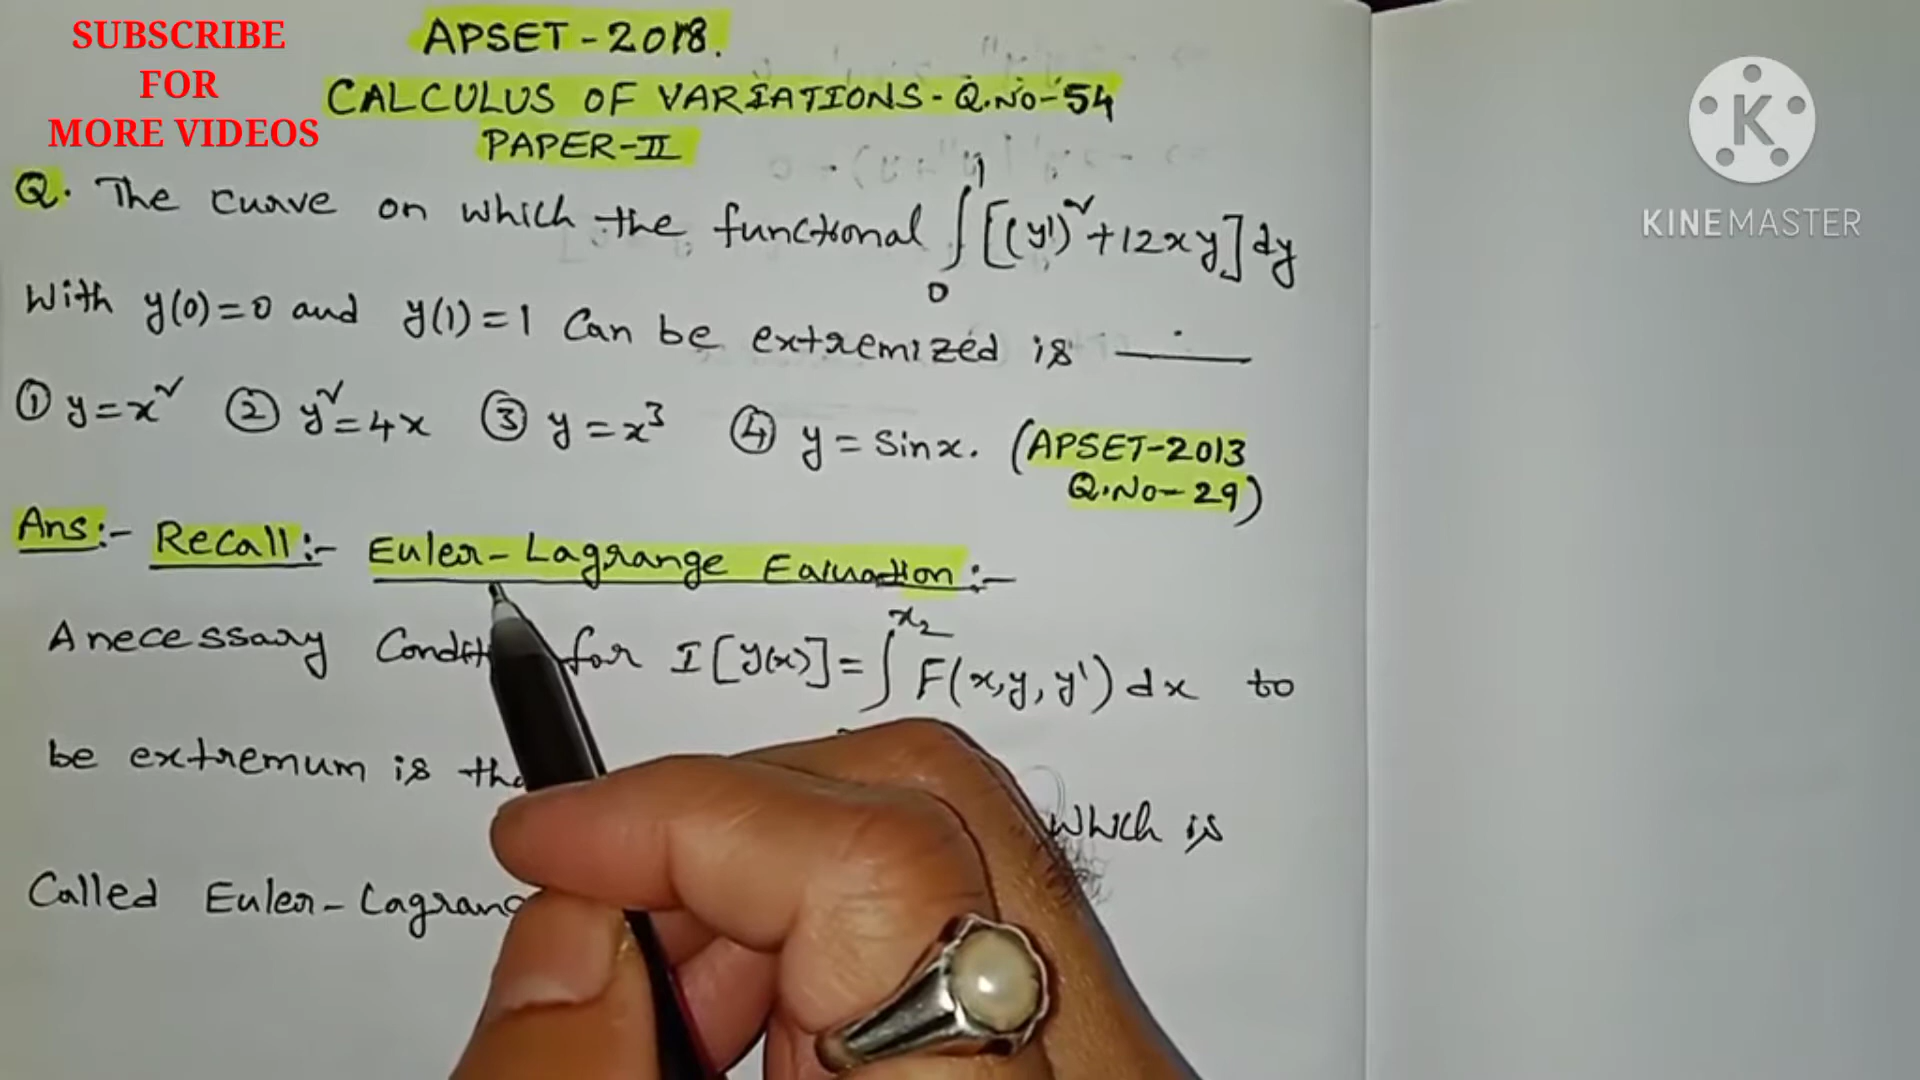 SUBSCRIBE
FOR
MORE VIDEOS
APSET-2018.
CALCULUS OF VARIATIONS-Q.NO-54
PAPER-II
KINEMASTER
Q. The curve on which the functional ∫₀¹ [(y')² + 12xy] dy
With y(0)=0 and y(1)=1 Can be extremized is ———
① y=x² ② y²=4x ③ y=x³ ④ y=Sinx. (APSET-2013
Q.No-29)
Ans:- Recall:- Euler-Lagrange Equation:-
A necessary for I[y(x)]=∫ˣ² F(x,y,y')dx to
be extremum is which is
Called Euler-